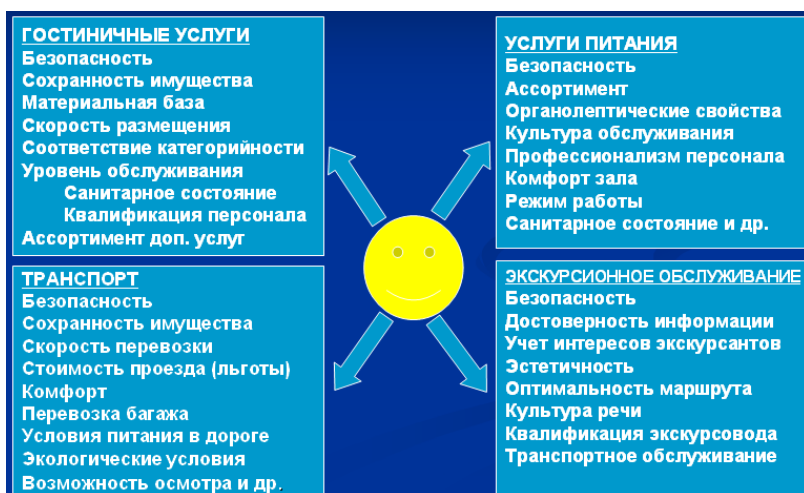 ГОСТИНИЧНЫЕ УСЛУГИ
Безопасность
Сохранность имущества
Материальная база
Скорость размещения
Соответствие категорийности
Уровень обслуживания
Санитарное состояние
Квалификация персонала
Ассортимент доп. услуг
УСЛУГИ ПИТАНИЯ
Безопасность
Ассортимент
Органолептические свойства
Культура обслуживания
Профессионализм персонала
Комфорт зала
Режим работы
Санитарное состояние и др.
ТРАНСПОРТ
Безопасность
Сохранность имущества
Скорость перевозки
Стоимость проезда (льготы)
Комфорт
Перевозка багажа
Условия питания в дороге
Экологические условия
Возможность осмотра и др.
ЭКСКУРСИОННОЕ ОБСЛУЖИВАНИЕ
Безопасность
Достоверность информации
Учет интересов экскурсантов
Эстетичность
Оптимальность маршрута
Культура речи
Квалификация экскурсовода
Транспортное обслуживание